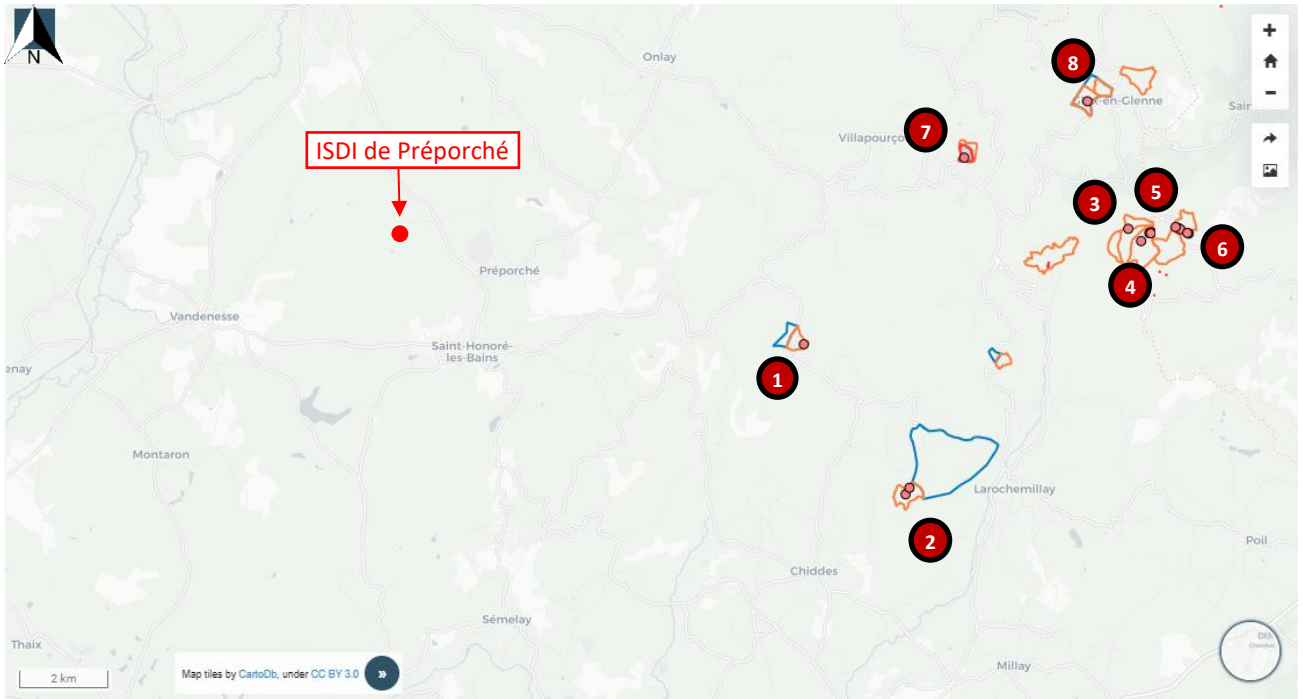 N
Onlay
+
8
-en-Glenne
−
Sair
Villapourço
7
ISDI de Préporché
5
3
6
Préporché
4
Vandenesse
Saint-Honoré-
les-Bains
enay
1
Montaron
Larochemillay
2
Poil
Chiddes
Sémelay
Thaix
Millay
2 km
Map tiles by CartoDb, under CC BY 3.0 »